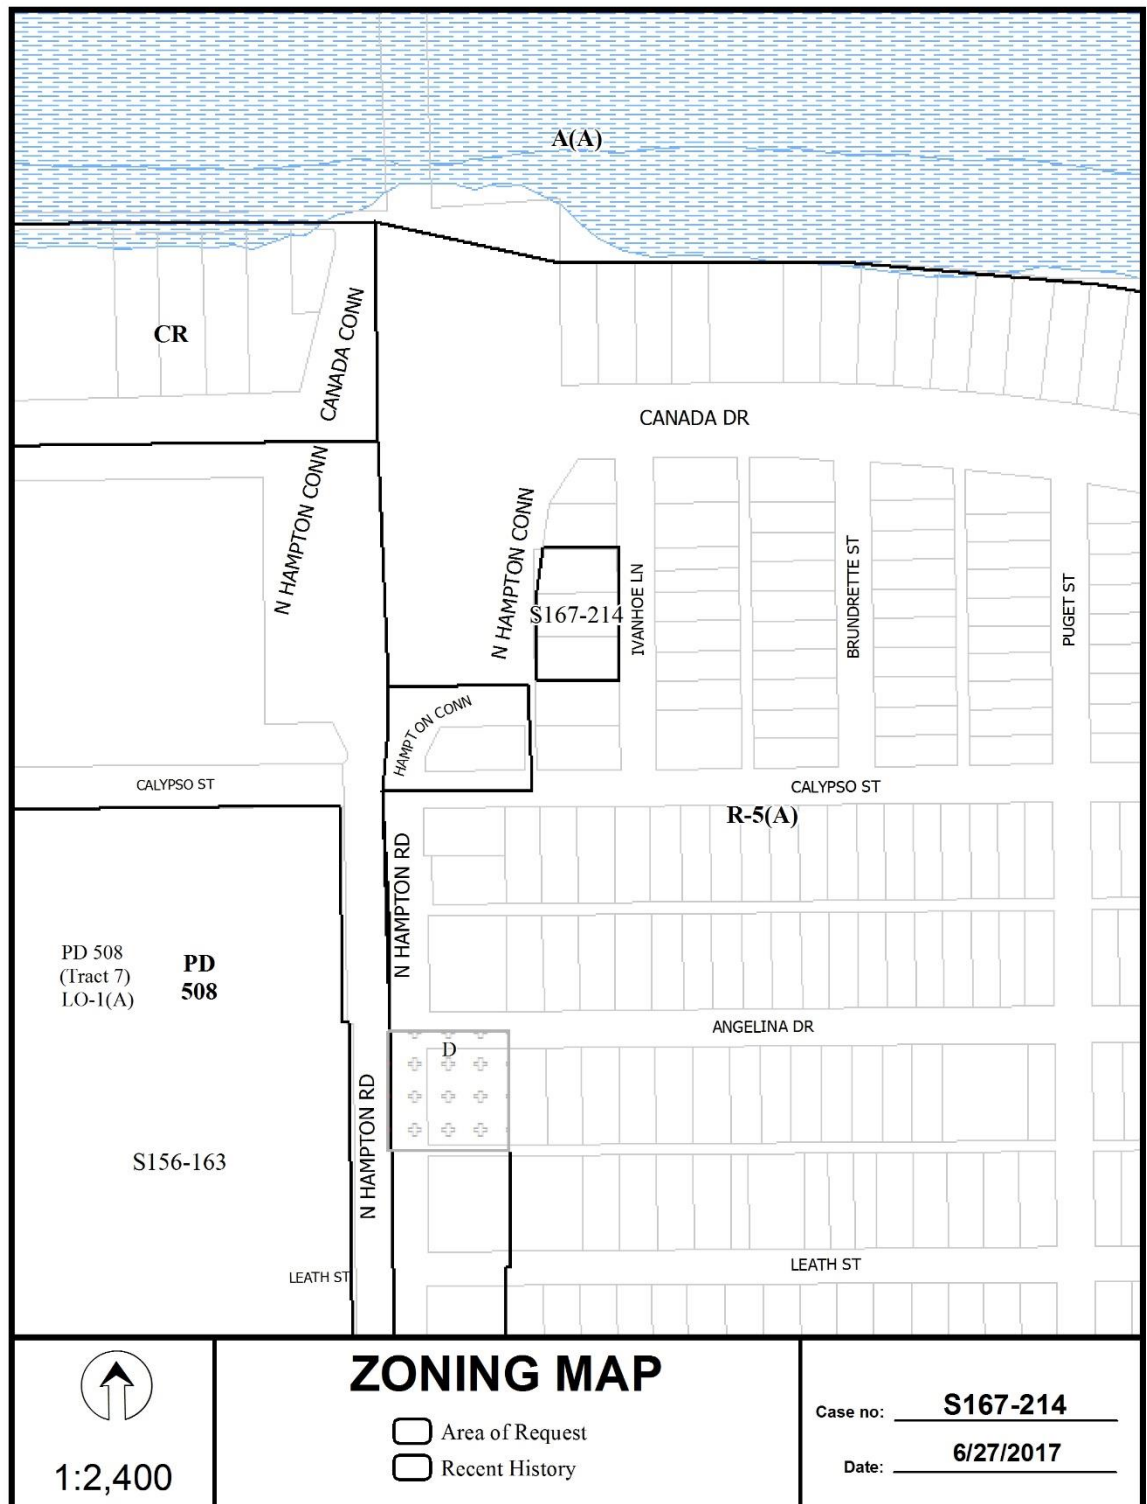 A(A)
CR
CANADA CONN
CANADA DR
N HAMPTON CONN
N HAMPTON CONN
S167-214
IVANHOE LN
BRUNDRETTE ST
PUGET ST
HAMPTON CONN
CALYPSO ST
CALYPSO ST
R-5(A)
N HAMPTON RD
PD 508
(Tract 7)
LO-1(A)
PD
508
ANGELINA DR
D
N HAMPTON RD
S156-163
LEATH ST
LEATH ST
1:2,400
ZONING MAP
Area of Request
Recent History
Case no: S167-214
Date: 6/27/2017